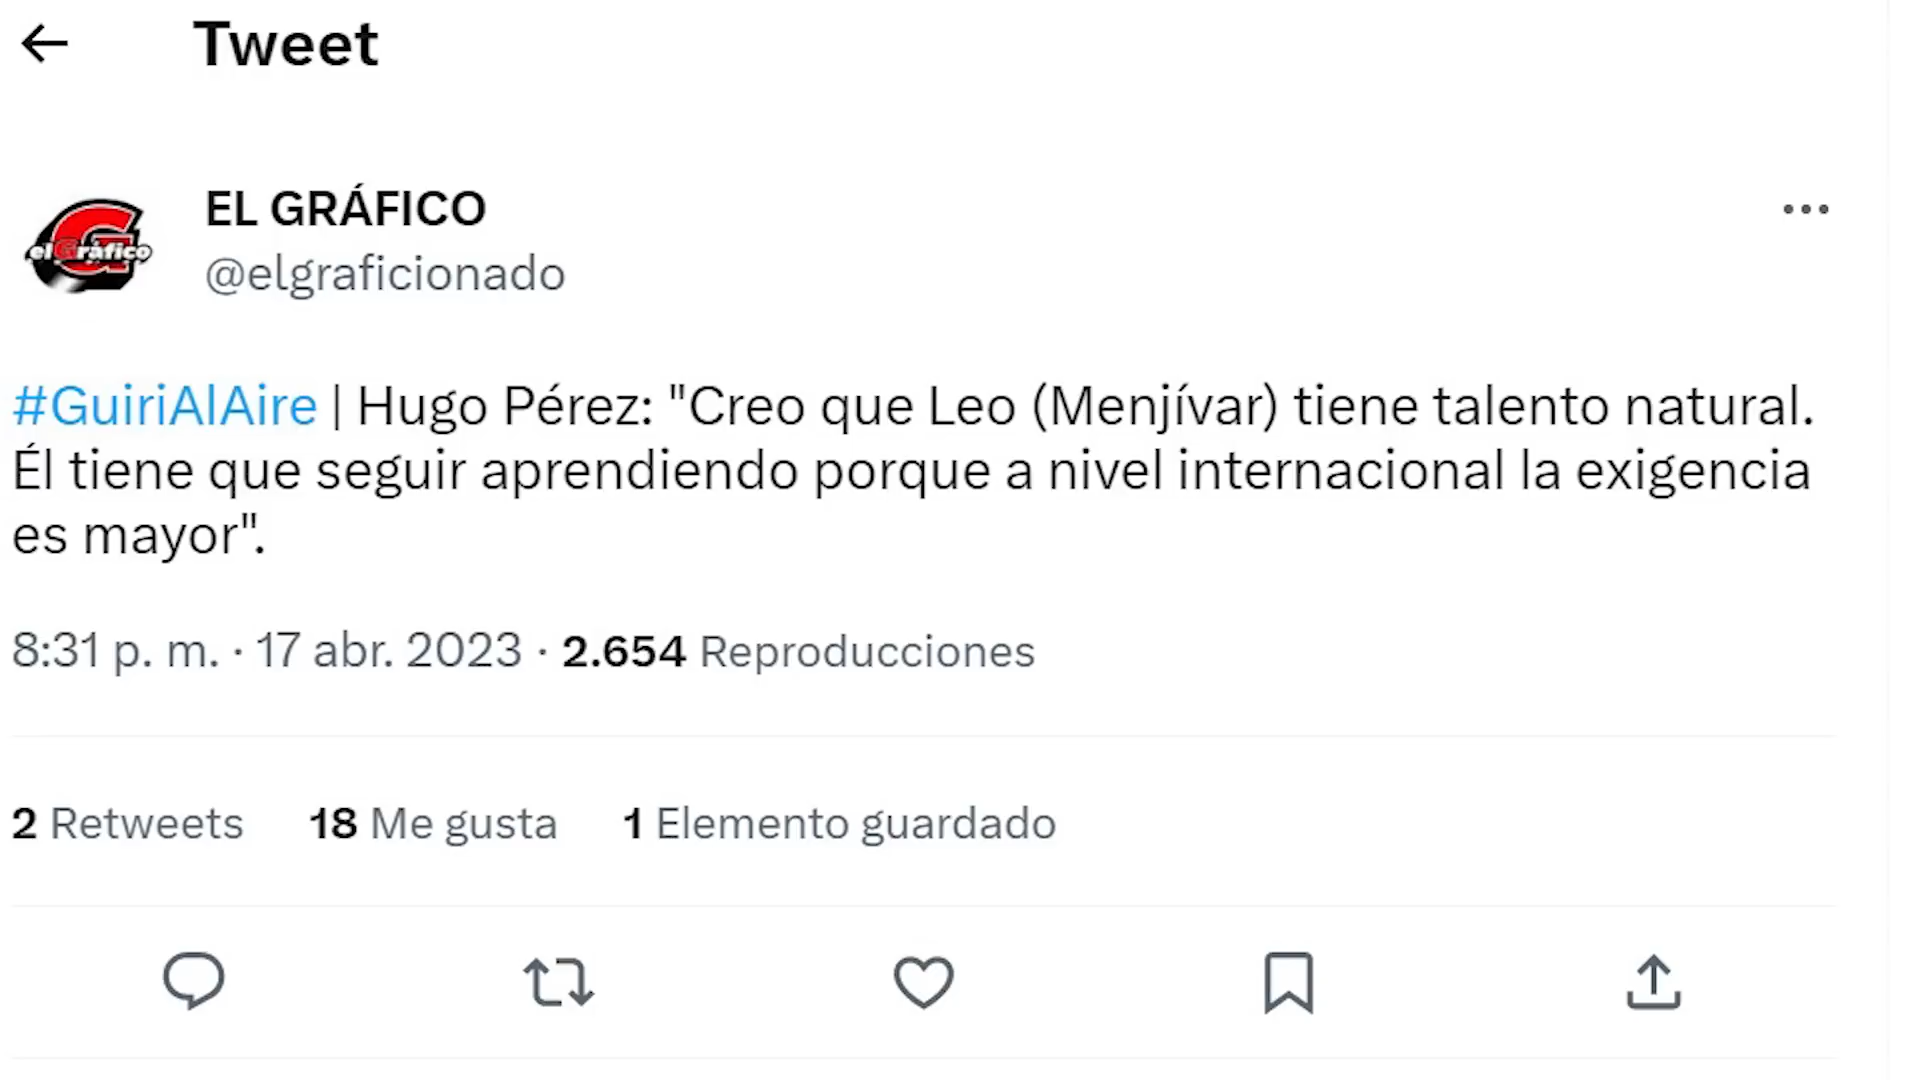 Tweet
EL GRÁFICO
@elgraficionado
elGráfico
#GuiriAlAire | Hugo Pérez: "Creo que Leo (Menjívar) tiene talento natural.
Él tiene que seguir aprendiendo porque a nivel internacional la exigencia
es mayor".
8:31 p. m. · 17 abr. 2023 · 2.654 Reproducciones
2 Retweets 18 Me gusta 1 Elemento guardado